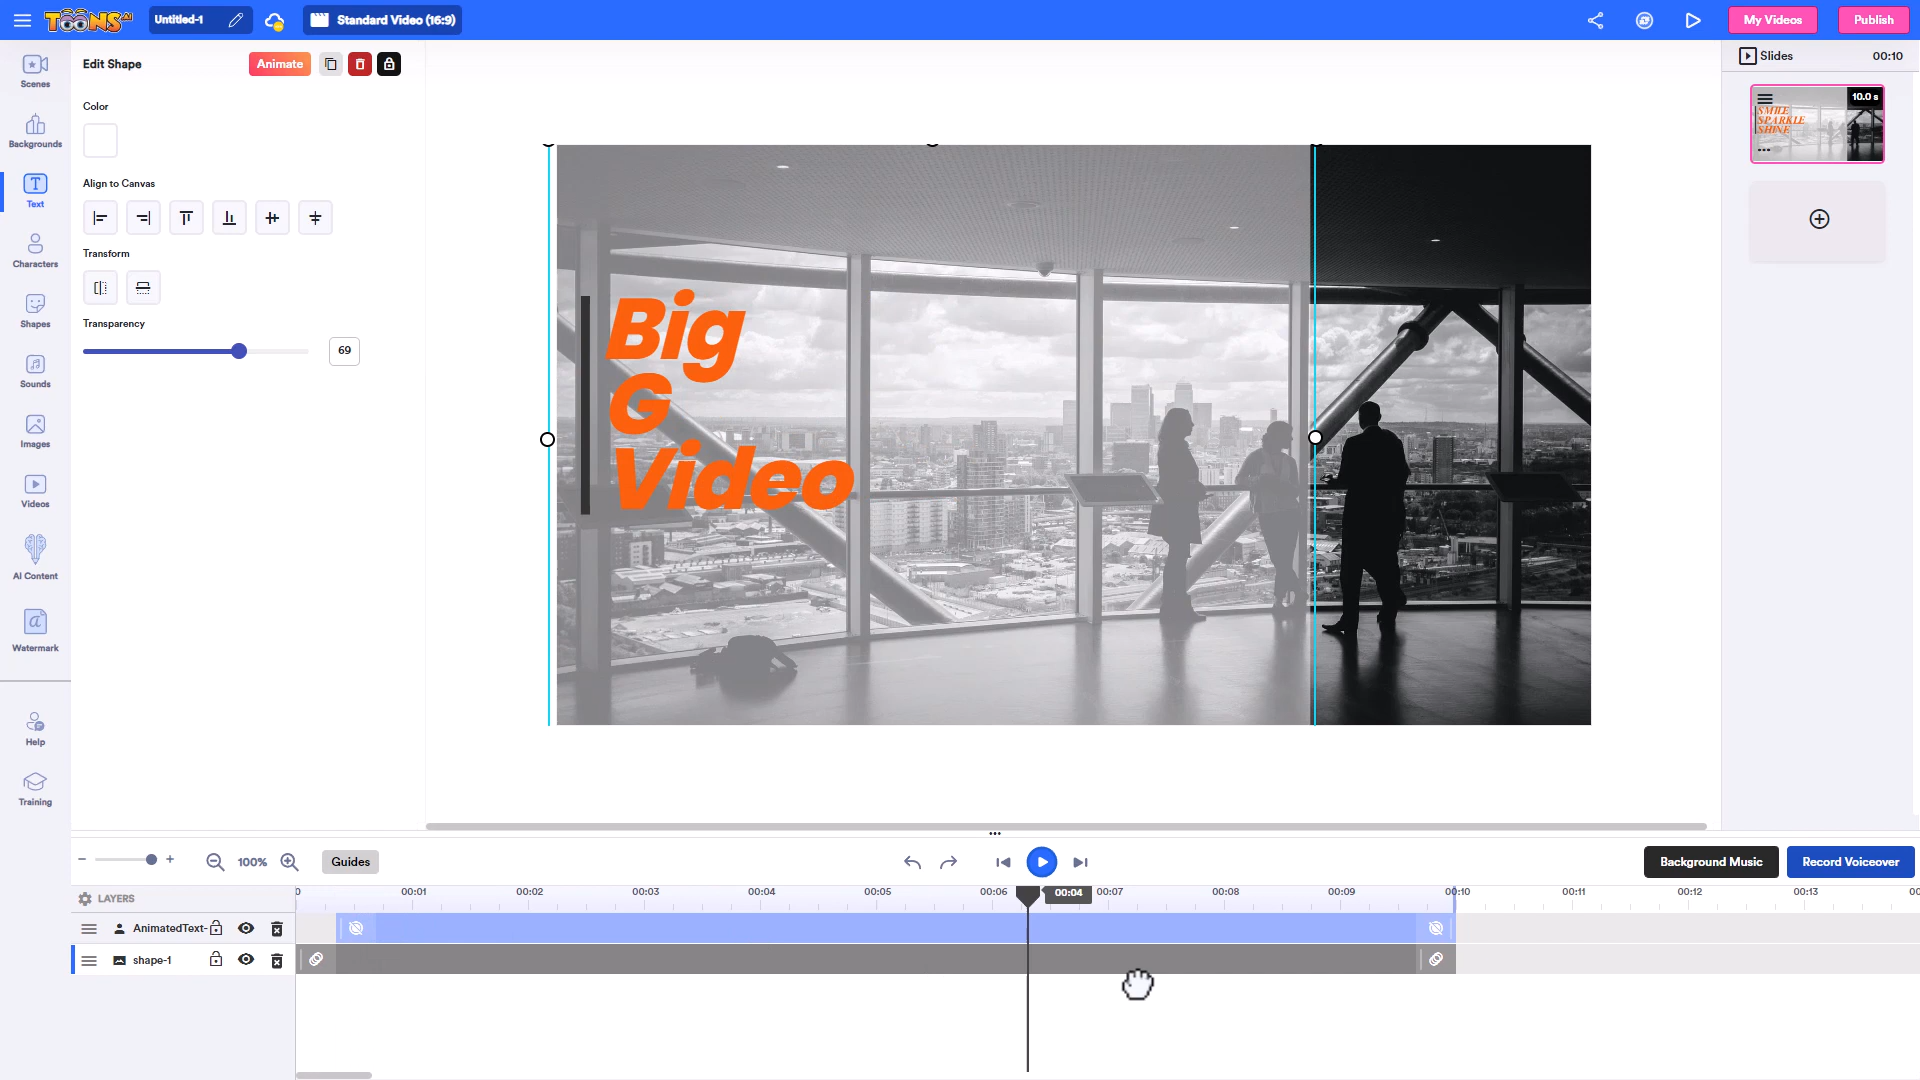 TOONS AI
Untitled-1
Standard Video (16:9)
My Videos
Publish
Scenes
Backgrounds
Text
Characters
Shapes
Sounds
Images
Videos
AI Content
Watermark
Help
Training
Edit Shape
Animate
Color
Align to Canvas
Transform
Transparency
69
Big
G
Video
Slides
00:10
10.0 s
SMILE
SPARKLE
SHINE
100%
Guides
Background Music
Record Voiceover
LAYERS
0
00:01
00:02
00:03
00:04
00:05
00:06
00:04
00:07
00:08
00:09
00:10
00:11
00:12
00:13
AnimatedText-
shape-1